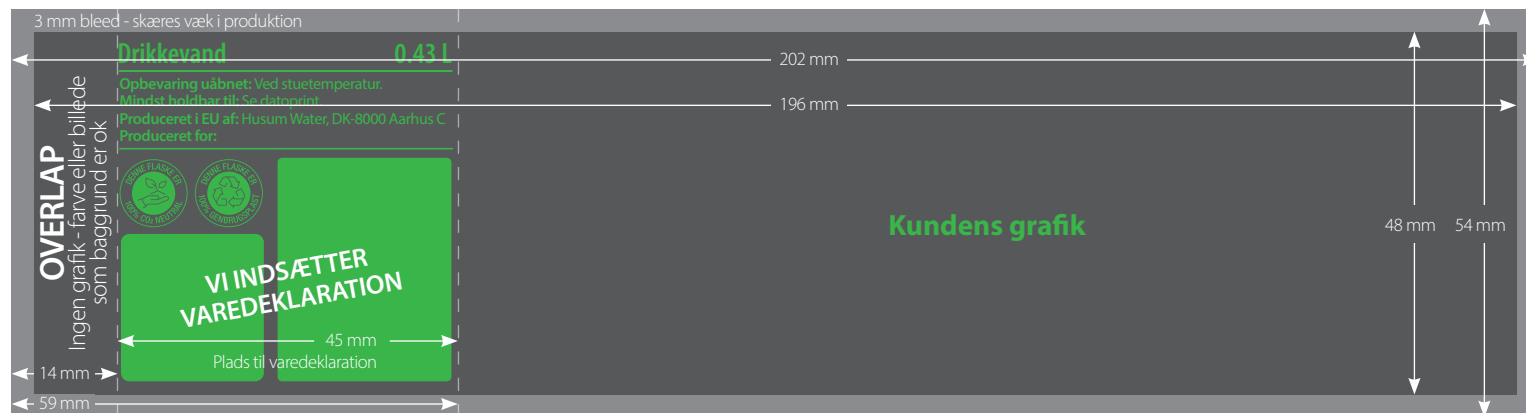 3 mm bleed - skæres væk i produktion
Drikkevand 0.43 L
202 mm
Opbevaring uåbnet: Ved stuetemperatur.
Mindst holdbar til: Se datoprint
196 mm
Produceret i EU af: Husum Water, DK-8000 Aarhus C
Produceret for:
OVERLAP
Ingen grafik - farve eller billede
som baggrund er ok
DENNE FLASKE ER
100% CO₂ NEUTRAL
DENNE FLASKE ER
100% GENBRUGSPLAST
VI INDSÆTTER
VAREDEKLARATION
45 mm
Plads til varedeklaration
14 mm
59 mm
Kundens grafik
48 mm
54 mm